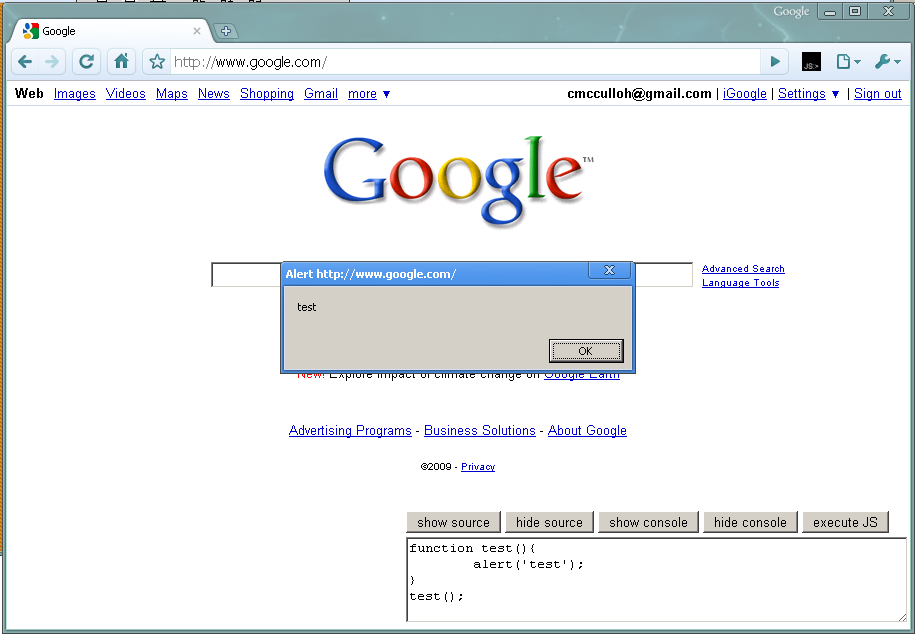 Google
Google
http://www.google.com/
JS:>
Web Images Videos Maps News Shopping Gmail more ▼
cmcculloh@gmail.com | iGoogle | Settings ▼ | Sign out
Google™
Alert http://www.google.com/
test
OK
Advanced Search
Language Tools
New! Explore impact of climate change on Google Earth
Advertising Programs - Business Solutions - About Google
©2009 - Privacy
show source hide source show console hide console execute JS
function test(){
alert('test');
}
test();